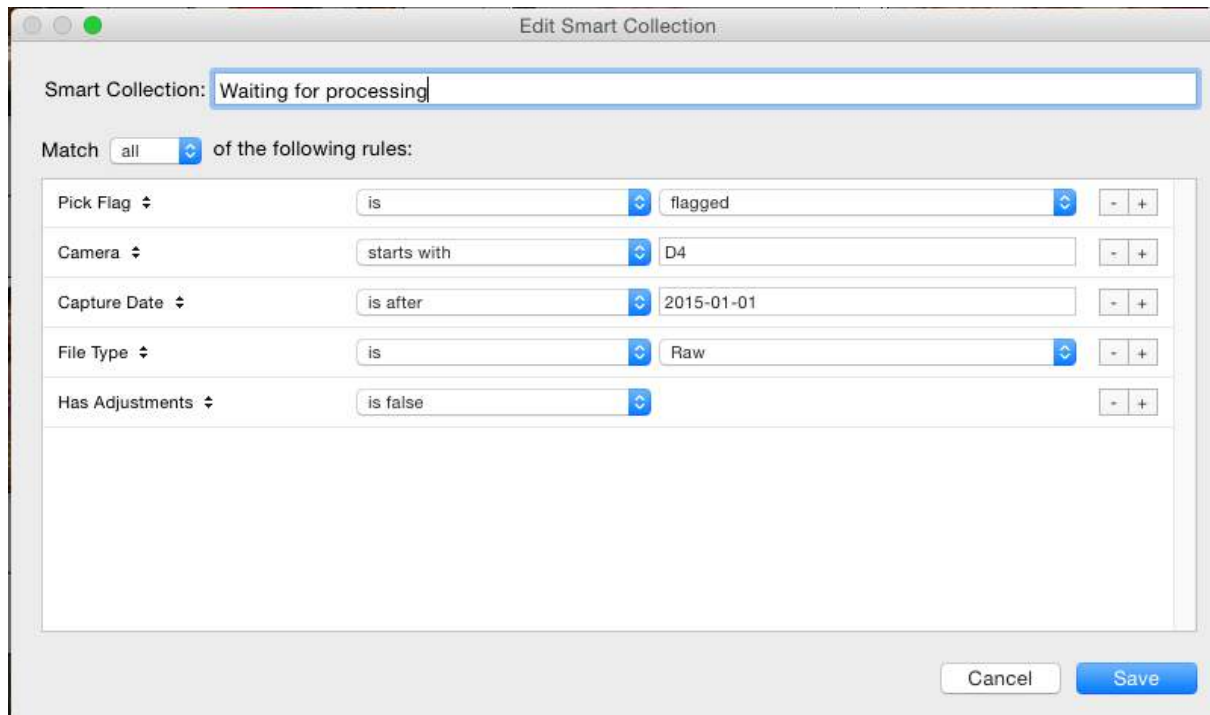 Edit Smart Collection
Smart Collection: Waiting for processing
Match all of the following rules:
Pick Flag is flagged - +
Camera starts with D4 - +
Capture Date is after 2015-01-01 - +
File Type is Raw - +
Has Adjustments is false - +
Cancel Save